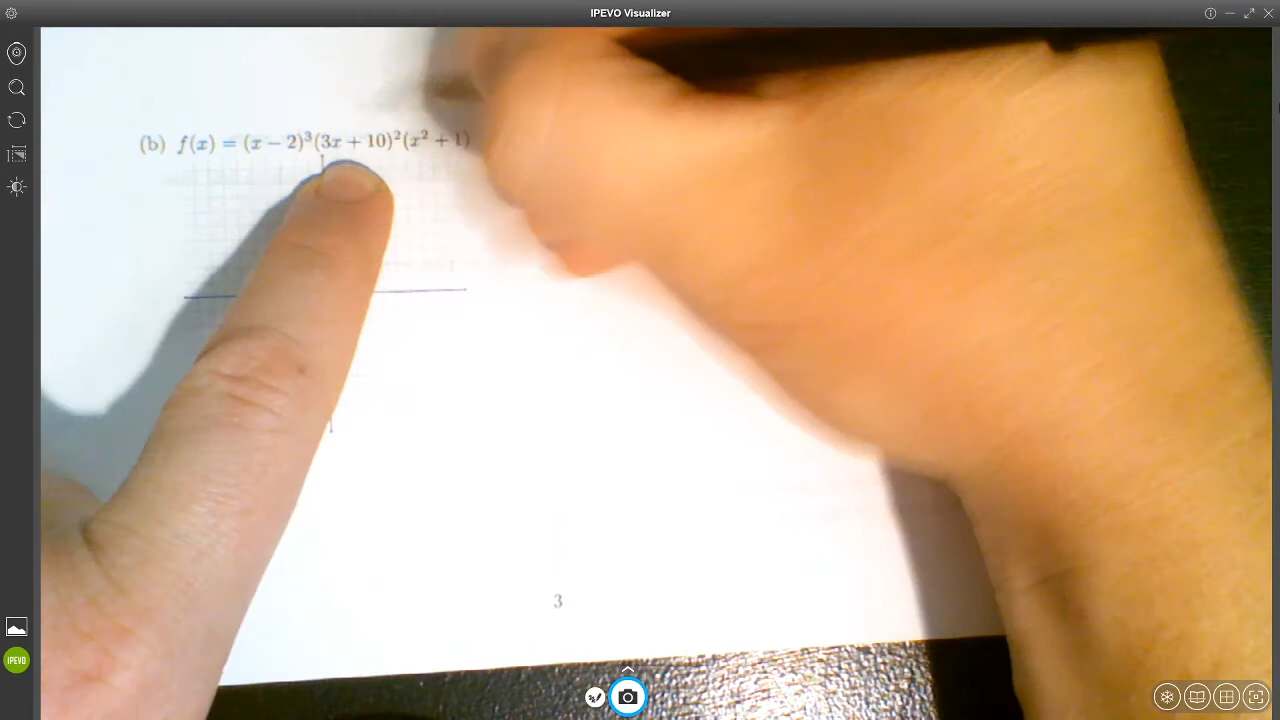 IPEVO Visualizer
(b) f(x) = (x − 2)³(3x + 10)²(x² + 1)
3
IPEVO